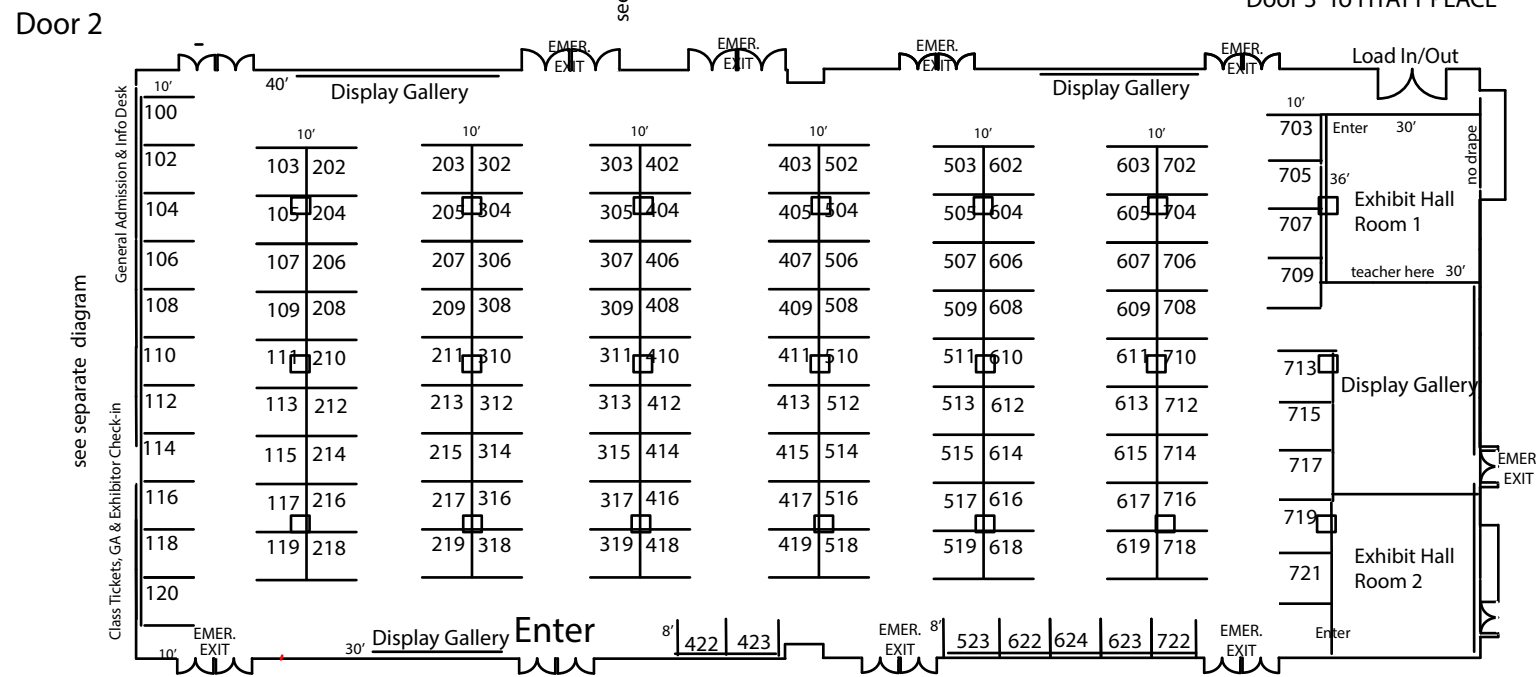 Door 2
see
Door 3 To HYATT PLACE
EMER.
EXIT
EMER.
EXIT
EMER.
EXIT
EMER.
EXIT
Load In/Out
40'
Display Gallery
Display Gallery
see separate diagram
General Admission & Info Desk
Class Tickets, GA & Exhibitor Check-in
10'
100
102
104
106
108
110
112
114
116
118
120
10'
10'
103 202
105 204
107 206
109 208
111 210
113 212
115 214
117 216
119 218
10'
203 302
205 304
207 306
209 308
211 310
213 312
215 314
217 316
219 318
10'
303 402
305 404
307 406
309 408
311 410
313 412
315 414
317 416
319 418
10'
403 502
405 504
407 506
409 508
411 510
413 512
415 514
417 516
419 518
10'
503 602
505 604
507 606
509 608
511 610
513 612
515 614
517 616
519 618
10'
603 702
605 704
607 706
609 708
611 710
613 712
615 714
617 716
619 718
10'
703
705
707
709
713
715
717
719
721
Enter 30'
no drape
36'
Exhibit Hall
Room 1
teacher here 30'
Display Gallery
EMER
EXIT
Exhibit Hall
Room 2
Enter
EMER.
EXIT
30'
Display Gallery
Enter
8'
422 423
EMER.
EXIT
8'
523 622 624 623 722
EMER.
EXIT